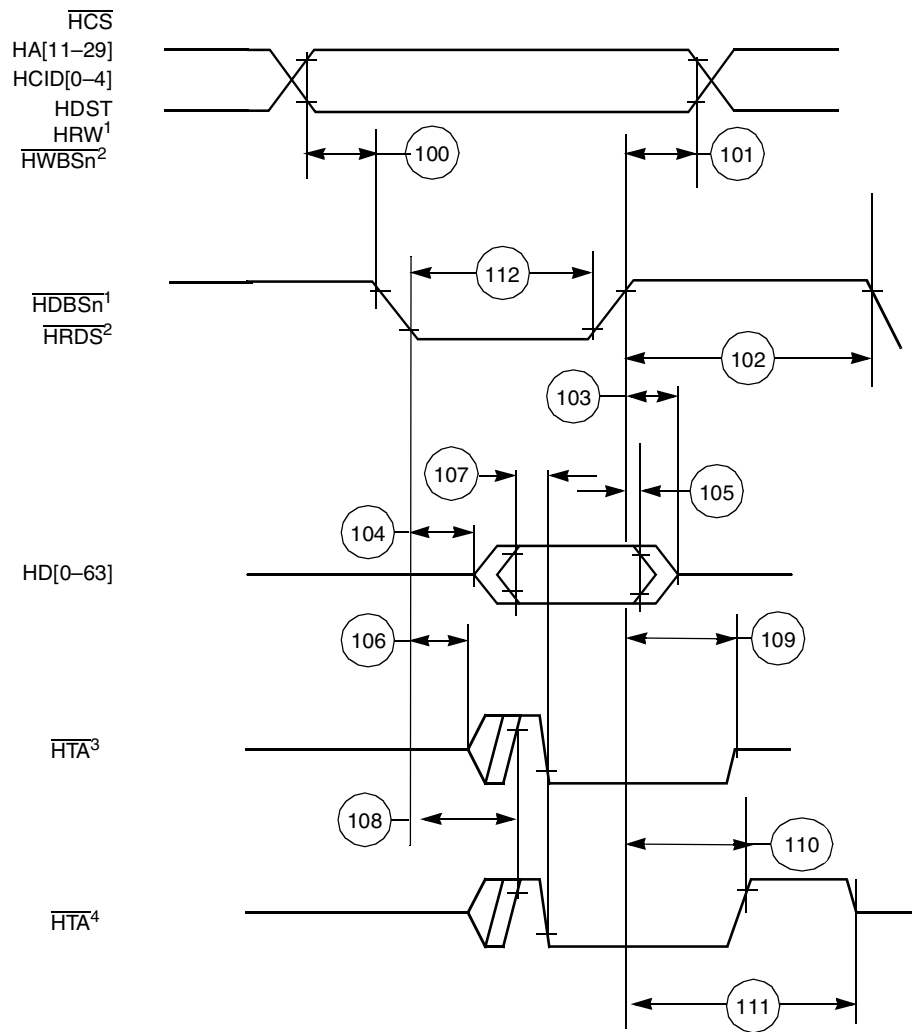 HCS
HA[11–29]
HCID[0–4]
HDST
HRW¹
HWBSn²
100
101
112
HDBSn¹
HRDS²
102
103
107
105
104
HD[0–63]
106
109
HTA³
108
110
HTA⁴
111